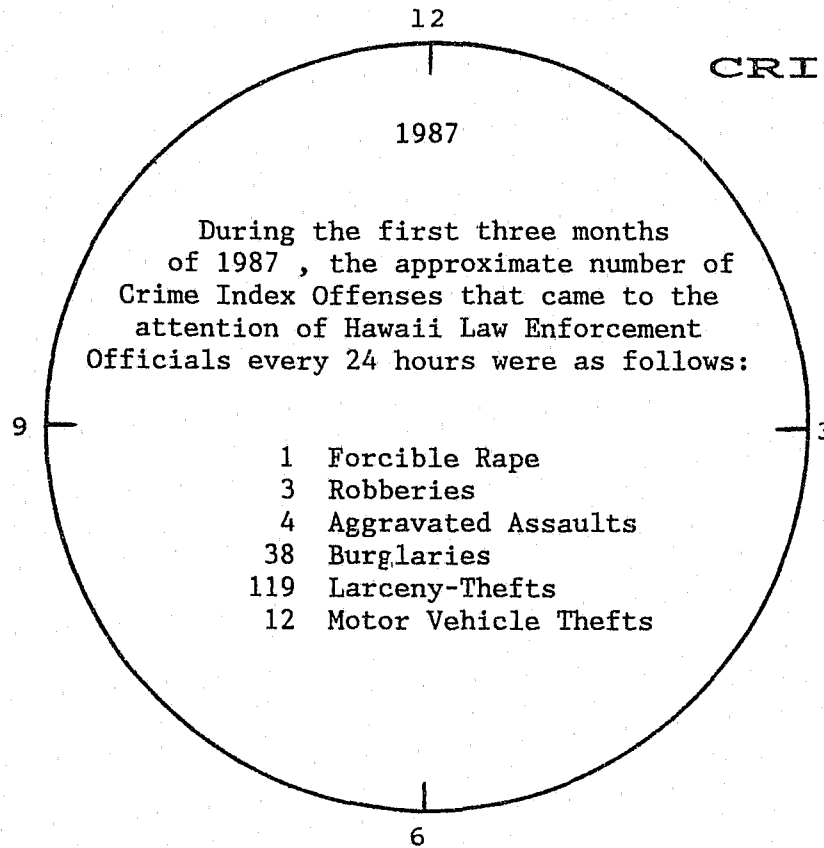 12
CRI
1987
During the first three months
of 1987 , the approximate number of
Crime Index Offenses that came to the
attention of Hawaii Law Enforcement
Officials every 24 hours were as follows:
9
3
1 Forcible Rape
3 Robberies
4 Aggravated Assaults
38 Burglaries
119 Larceny-Thefts
12 Motor Vehicle Thefts
6